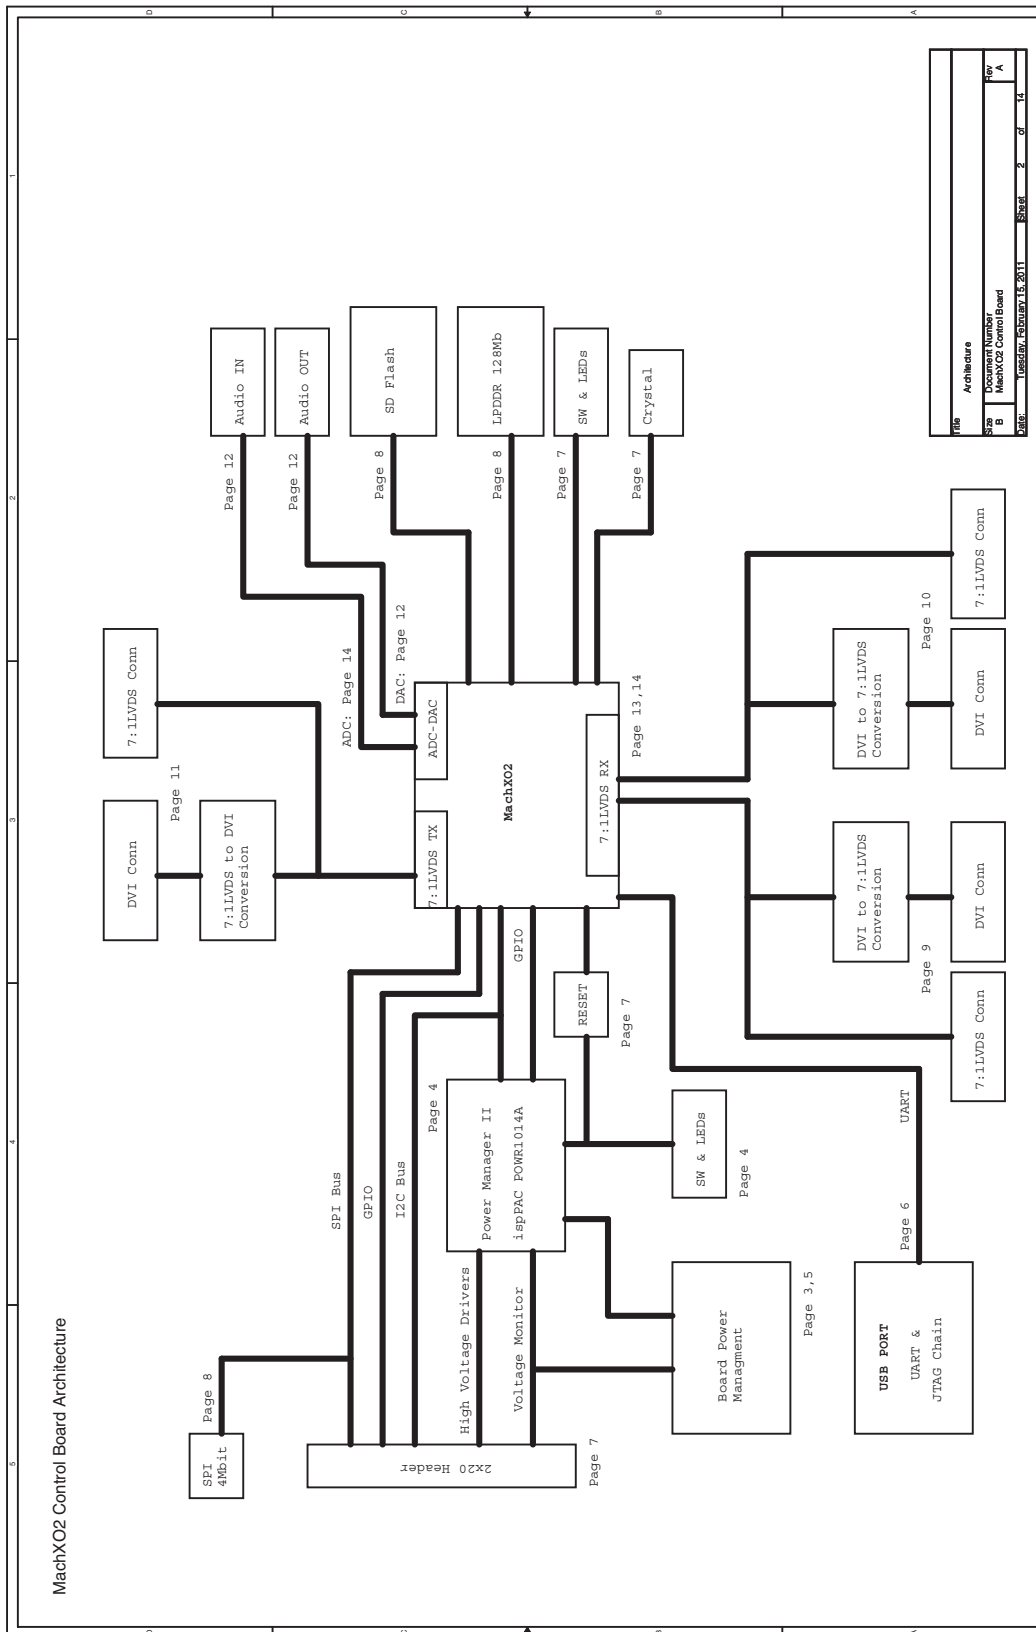 5
4
3
2
1
D
C
B
A
D
C
B
A
MachXO2 Control Board Architecture
SPI
4Mbit
Page 8
2x20 Header
Page 7
SPI Bus
GPIO
I2C Bus
High Voltage Drivers
Voltage Monitor
Power Manager II
ispPAC POWR1014A
Page 4
Board Power
Managment
Page 3,5
SW & LEDs
Page 4
RESET
Page 7
GPIO
USB PORT
UART &
JTAG Chain
Page 6
UART
DVI Conn
7:1LVDS to DVI
Conversion
Page 11
7:1LVDS Conn
7:1LVDS TX
ADC-DAC
MachXO2
7:1LVDS RX
Page 13,14
ADC: Page 14
DAC: Page 12
Page 12
Audio IN
Page 12
Audio OUT
Page 8
SD Flash
Page 8
LPDDR 128Mb
Page 7
SW & LEDs
Page 7
Crystal
7:1LVDS Conn
Page 9
DVI to 7:1LVDS
Conversion
DVI Conn
DVI to 7:1LVDS
Conversion
DVI Conn
Page 10
7:1LVDS Conn
Title
Architecture
Size
B
Document Number
MachXO2 Control Board
Rev
A
Date:
Tuesday, February 15, 2011
Sheet
2
of
14